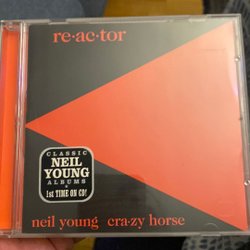 re·ac·tor
CLASSIC
NEIL
YOUNG
ALBUMS
1st TIME ON CD!
neil young cra·zy horse